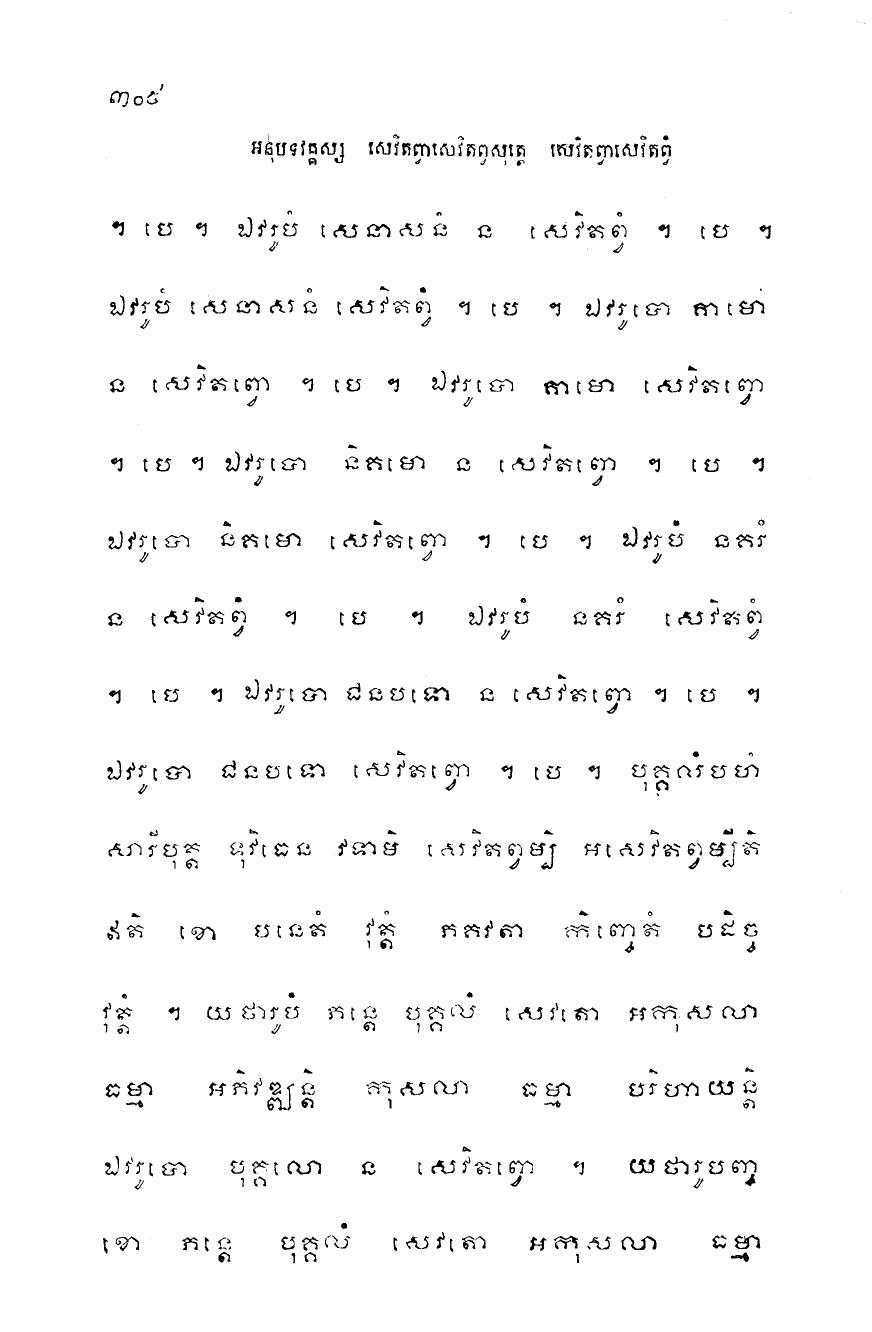 ៣០៩
អនុបទវគ្គស្ស សេវិតព្វាសេវិតព្វសុត្តេ សេវិតព្វាសេវិតព្វំ
។ បេ ។ ឯវរូបំ សេនាសនំ ន សេវិតព្វំ ។ បេ ។
ឯវរូបំ សេនាសនំ សេវិតព្វំ ។ បេ ។ ឯវរូបោ គាមោ
ន សេវិតព្វោ ។ បេ ។ ឯវរូបោ គាមោ សេវិតព្វោ
។ បេ ។ ឯវរូបោ និគមោ ន សេវិតព្វោ ។ បេ ។
ឯវរូបោ និគមោ សេវិតព្វោ ។ បេ ។ ឯវរូបំ នគរំ
ន សេវិតព្វំ ។ បេ ។ ឯវរូបំ នគរំ សេវិតព្វំ
។ បេ ។ ឯវរូបោ ជនបទោ ន សេវិតព្វោ ។ បេ ។
ឯវរូបោ ជនបទោ សេវិតព្វោ ។ បេ ។ បុគ្គលំបហំ
សារីបុត្ត ទុវិធេន វទាមិ សេវិតព្វម្បិ អសេវិតព្វម្បីតិ
ឥតិ ខោ បនេតំ វុត្តំ ភគវតា កិញ្ចេតំ បដិច្ច
វុត្តំ ។ យថារូបំ ភន្តេ បុគ្គលំ សេវតោ អកុសលា
ធម្មា អភិវឌ្ឍន្តិ កុសលា ធម្មា បរិហាយន្តិ
ឯវរូបោ បុគ្គលោ ន សេវិតព្វោ ។ យថារូបញ្ច
ខោ ភន្តេ បុគ្គលំ សេវតោ អកុសលា ធម្មា